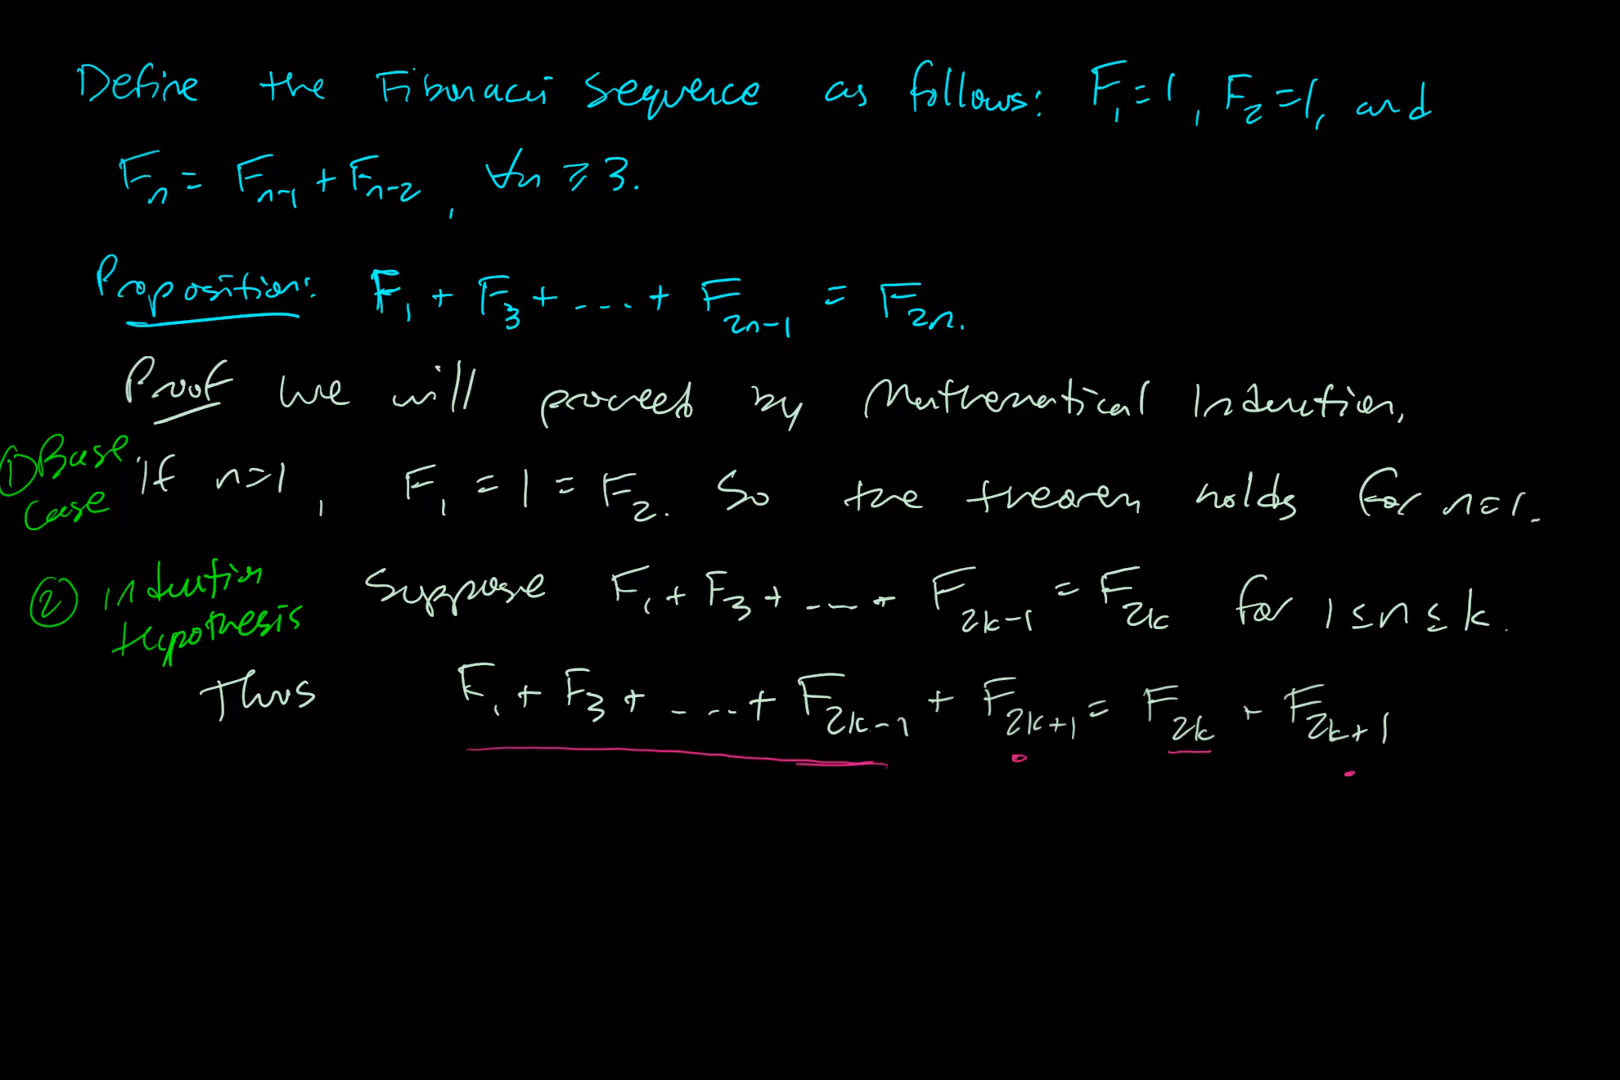 Define the Fibonacci Sequence as follows: F₁ = 1, F₂ = 1, and
Fₙ = Fₙ₋₁ + Fₙ₋₂, ∀n ≥ 3.
Proposition: F₁ + F₃ + ... + F₂ₙ₋₁ = F₂ₙ.
Proof We will proceed by Mathematical Induction.
① Base case If n=1, F₁ = 1 = F₂. So the theorem holds for n=1.
② Induction Hypothesis Suppose F₁ + F₃ + ... + F₂ₖ₋₁ = F₂ₖ for 1 ≤ n ≤ k.
Thus F₁ + F₃ + ... + F₂ₖ₋₁ + F₂ₖ₊₁ = F₂ₖ + F₂ₖ₊₁